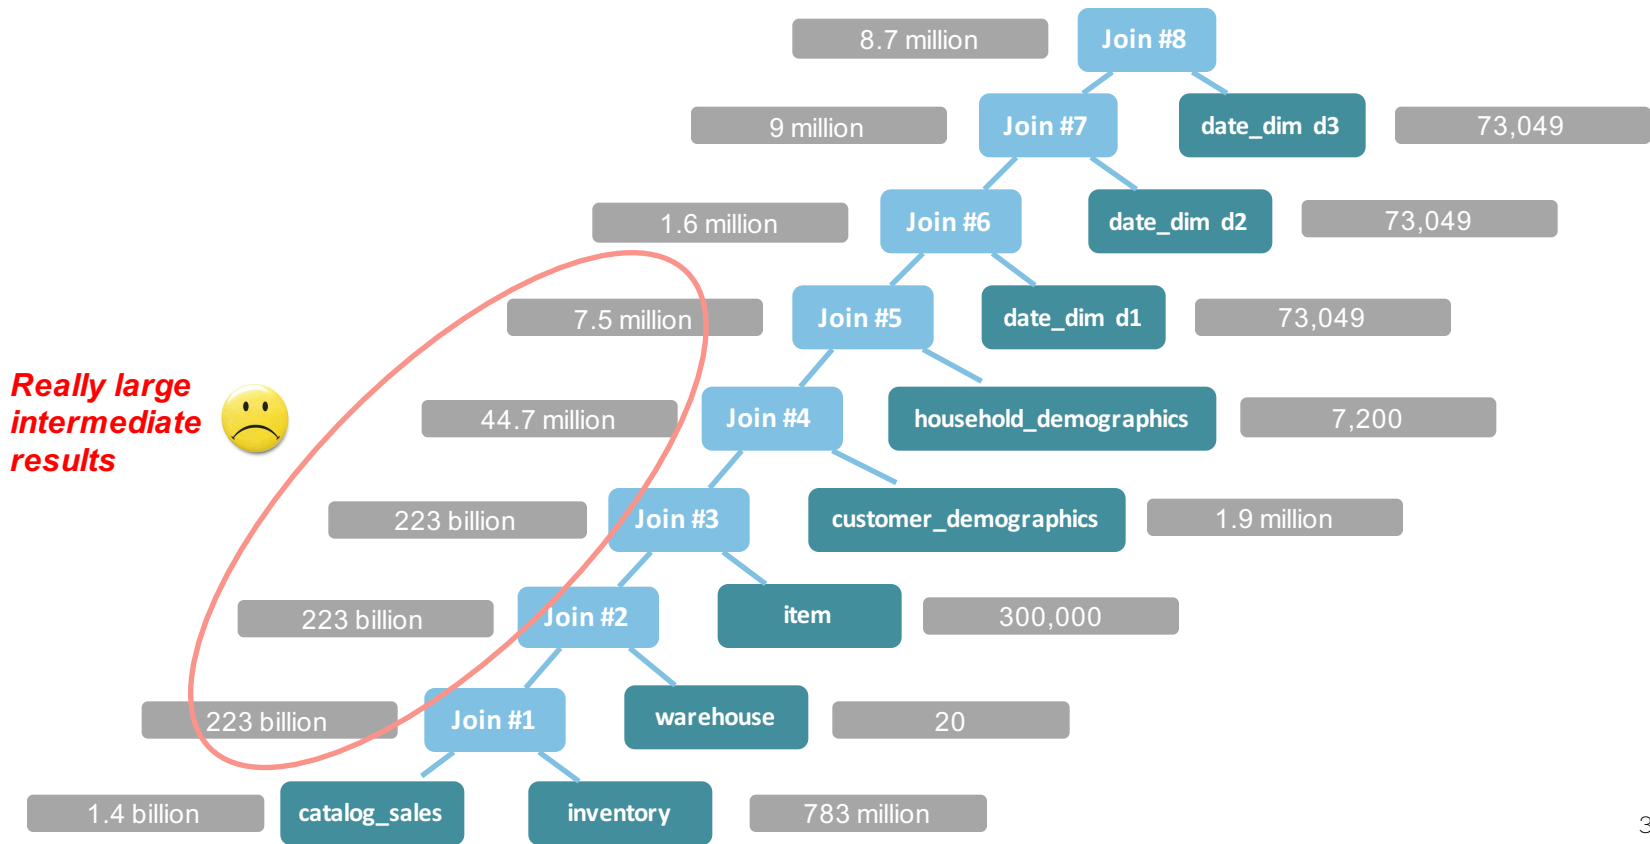 8.7 million
Join #8
9 million
Join #7
date_dim d3
73,049
1.6 million
Join #6
date_dim d2
73,049
7.5 million
Join #5
date_dim d1
73,049
Really large
intermediate
results
44.7 million
Join #4
household_demographics
7,200
223 billion
Join #3
customer_demographics
1.9 million
223 billion
Join #2
item
300,000
223 billion
Join #1
warehouse
20
1.4 billion
catalog_sales
inventory
783 million
3